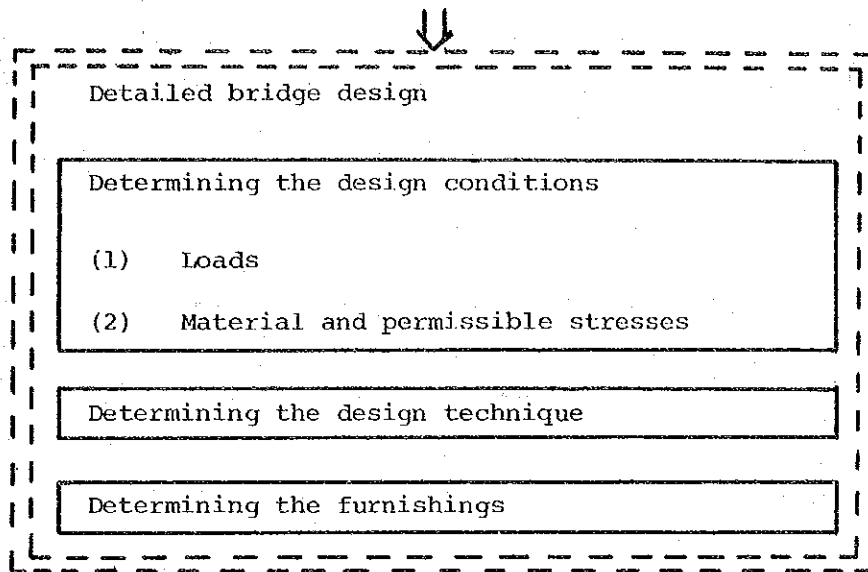 Detailed bridge design
Determining the design conditions
(1) Loads
(2) Material and permissible stresses
Determining the design technique
Determining the furnishings